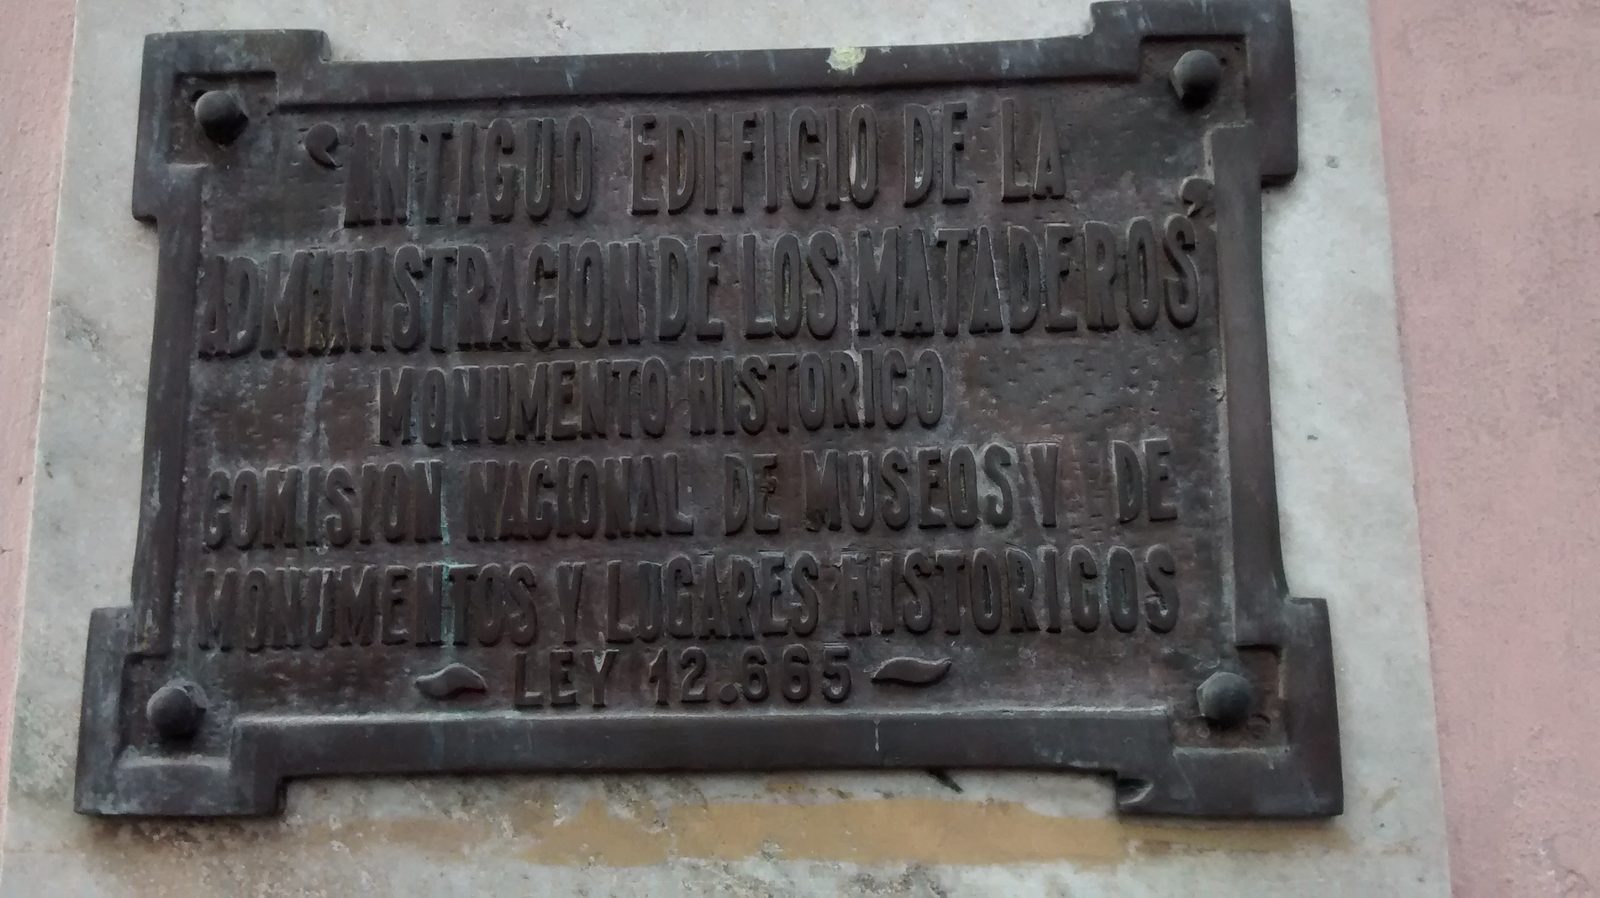 ‘ANTIGUO EDIFICIO DE LA
ADMINISTRACION DE LOS MATADEROS’
MONUMENTO HISTORICO
COMISION NACIONAL DE MUSEOS Y DE
MONUMENTOS Y LUGARES HISTORICOS
LEY 12.665